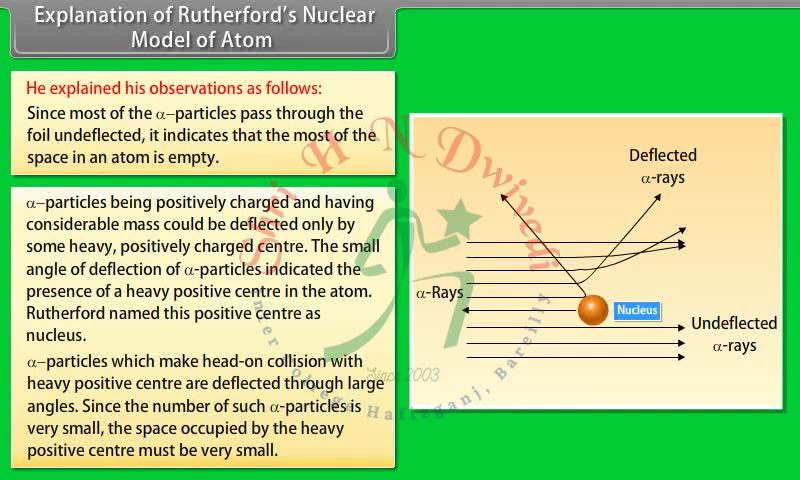 Explanation of Rutherford's Nuclear
Model of Atom
He explained his observations as follows:
Since most of the α–particles pass through the
foil undeflected, it indicates that the most of the
space in an atom is empty.
α–particles being positively charged and having
considerable mass could be deflected only by
some heavy, positively charged centre. The small
angle of deflection of α-particles indicated the
presence of a heavy positive centre in the atom.
Rutherford named this positive centre as
nucleus.
α–particles which make head-on collision with
heavy positive centre are deflected through large
angles. Since the number of such α-particles is
very small, the space occupied by the heavy
positive centre must be very small.
Deflected
α-rays
α-Rays
Nucleus
Undeflected
α-rays
Shri H N Dwivedi
Inter College Hafizganj, Bareilly
Since 2003